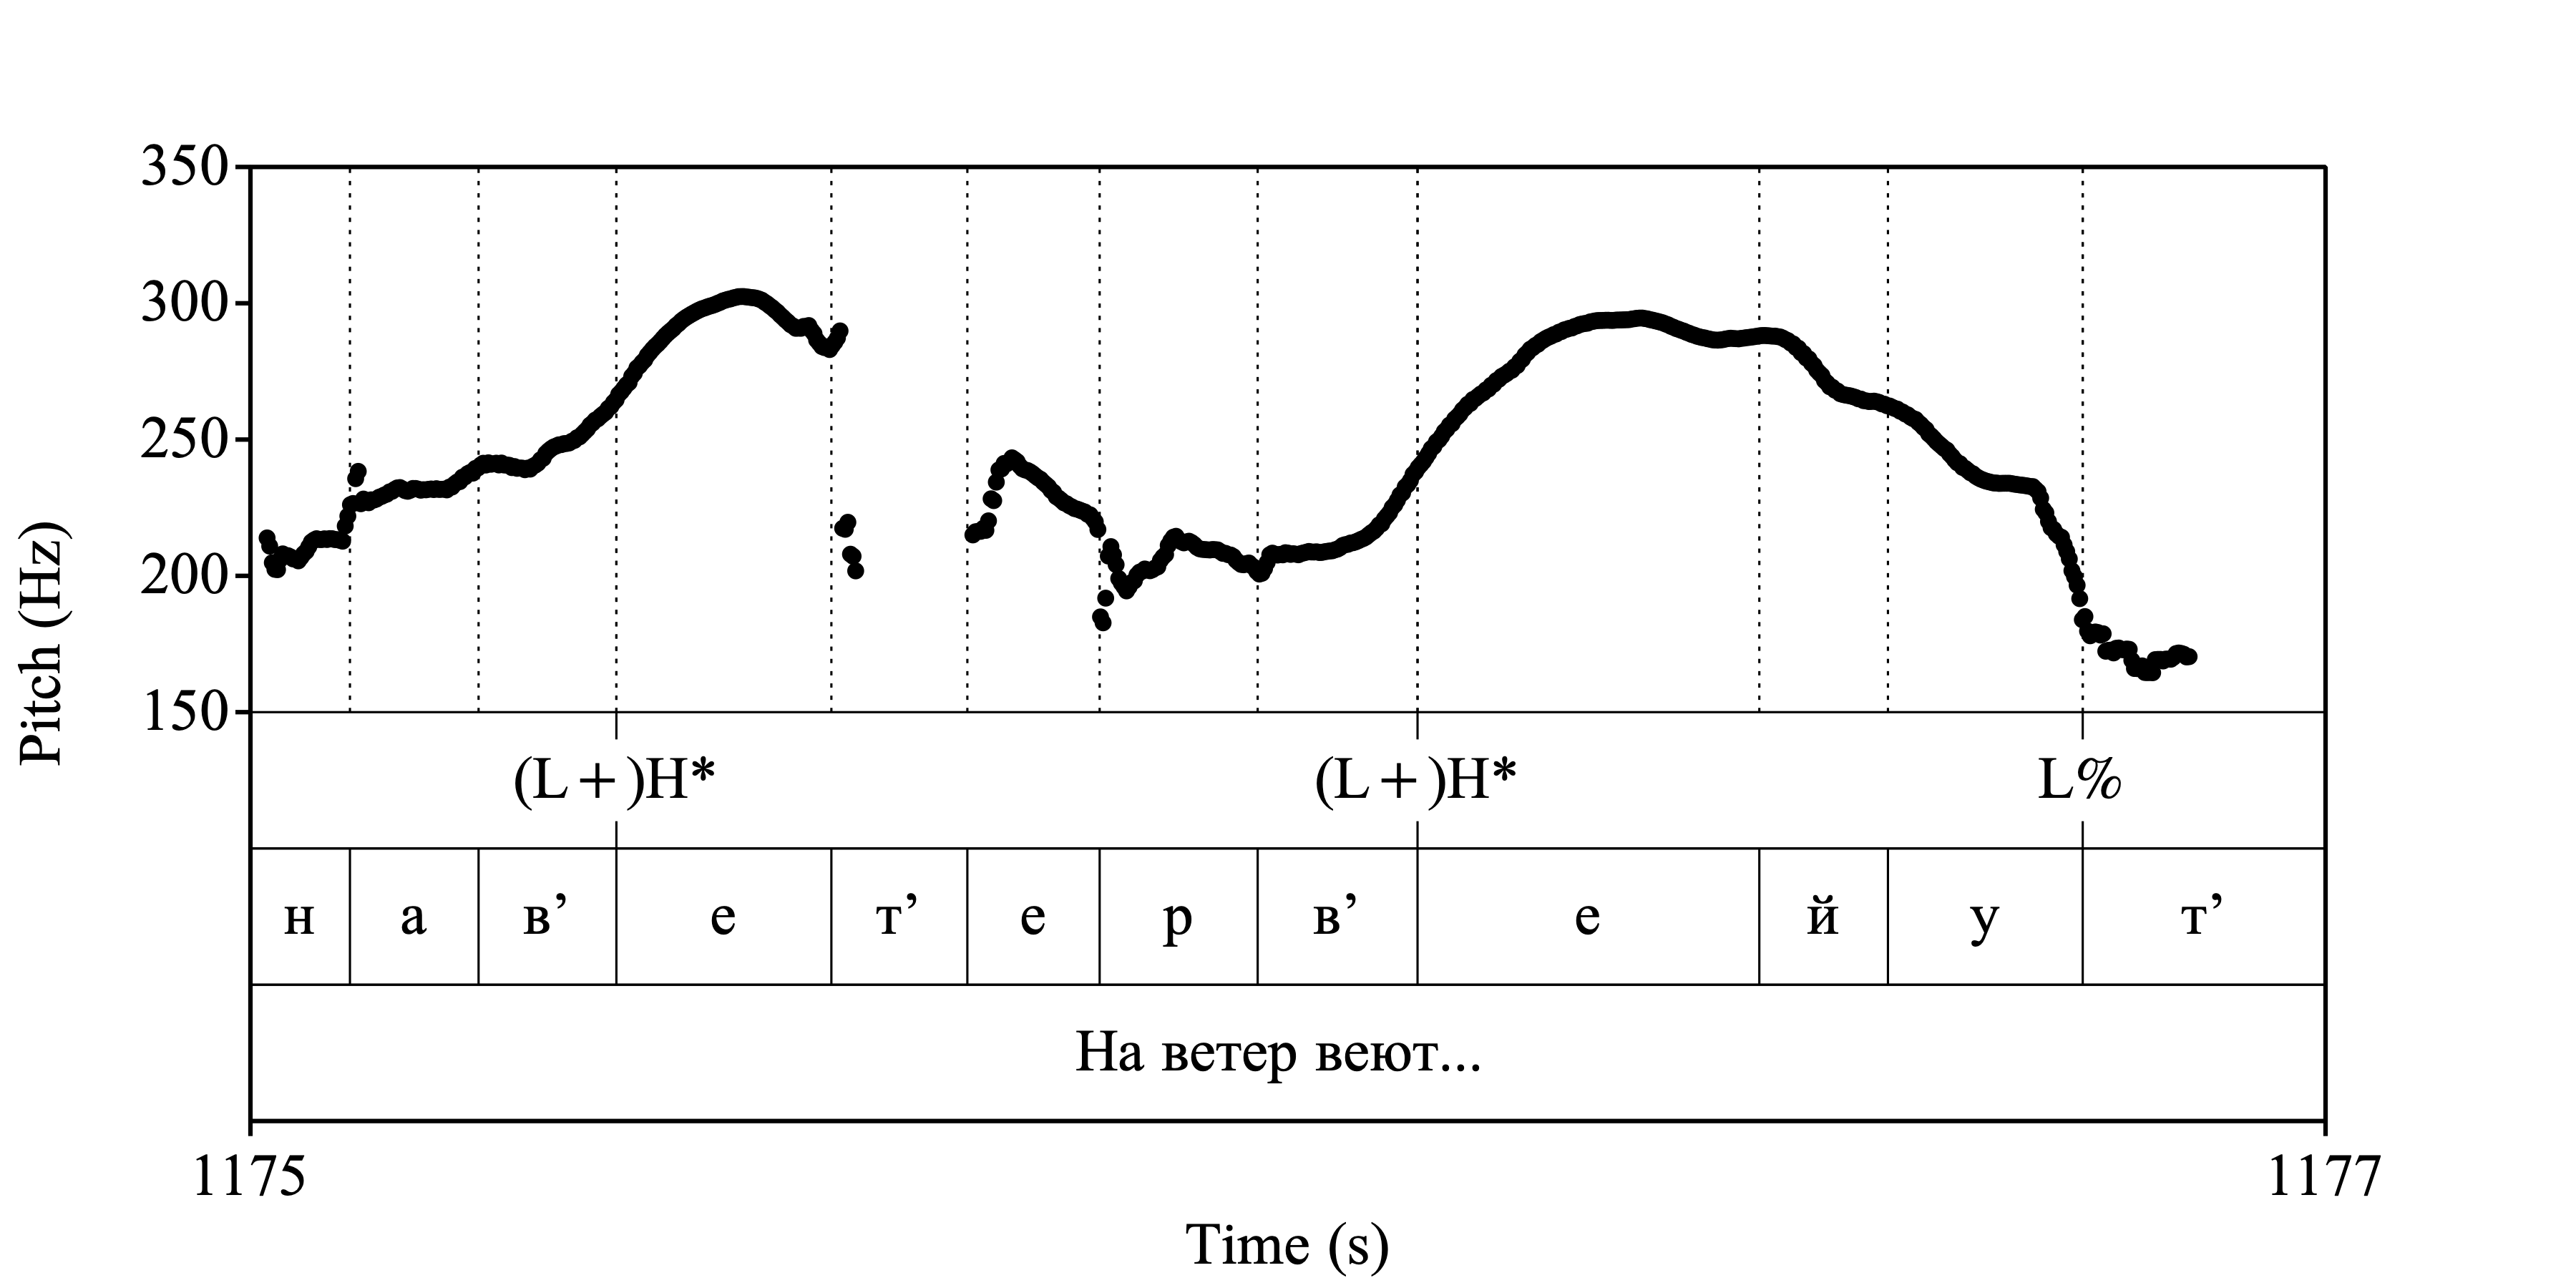 350
300
250
200
150
Pitch (Hz)
(L+)H* (L+)H* L%
н а в’ е т’ е р в’ е й у т’
На ветер веют...
1175 1177
Time (s)